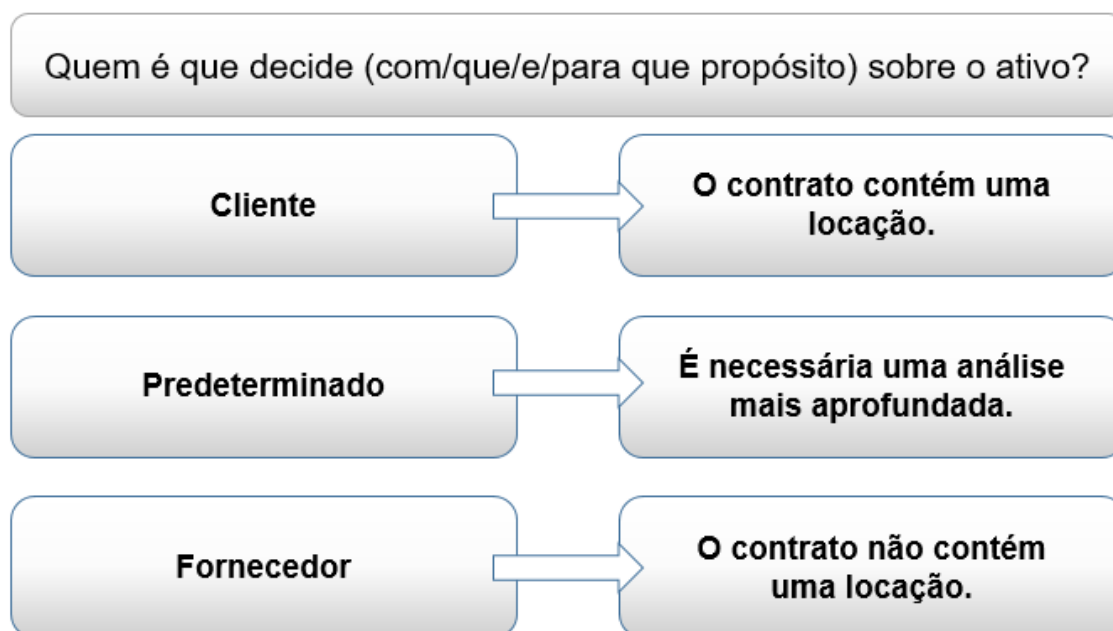 Quem é que decide (com/que/e/para que propósito) sobre o ativo?
Cliente
O contrato contém uma
locação.
Predeterminado
É necessária uma análise
mais aprofundada.
Fornecedor
O contrato não contém
uma locação.